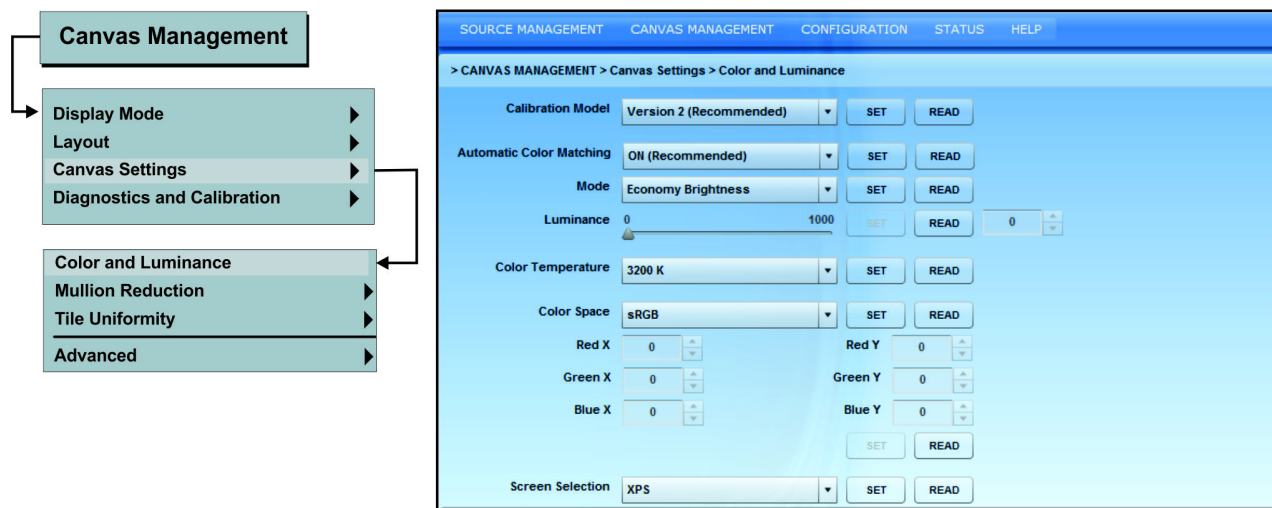 Canvas Management
Display Mode
Layout
Canvas Settings
Diagnostics and Calibration
Color and Luminance
Mullion Reduction
Tile Uniformity
Advanced
SOURCE MANAGEMENT CANVAS MANAGEMENT CONFIGURATION STATUS HELP
> CANVAS MANAGEMENT > Canvas Settings > Color and Luminance
Calibration Model Version 2 (Recommended) SET READ
Automatic Color Matching ON (Recommended) SET READ
Mode Economy Brightness SET READ
Luminance 0 1000 SET READ 0
Color Temperature 3200 K SET READ
Color Space sRGB SET READ
Red X 0 Red Y 0
Green X 0 Green Y 0
Blue X 0 Blue Y 0
SET READ
Screen Selection XPS SET READ